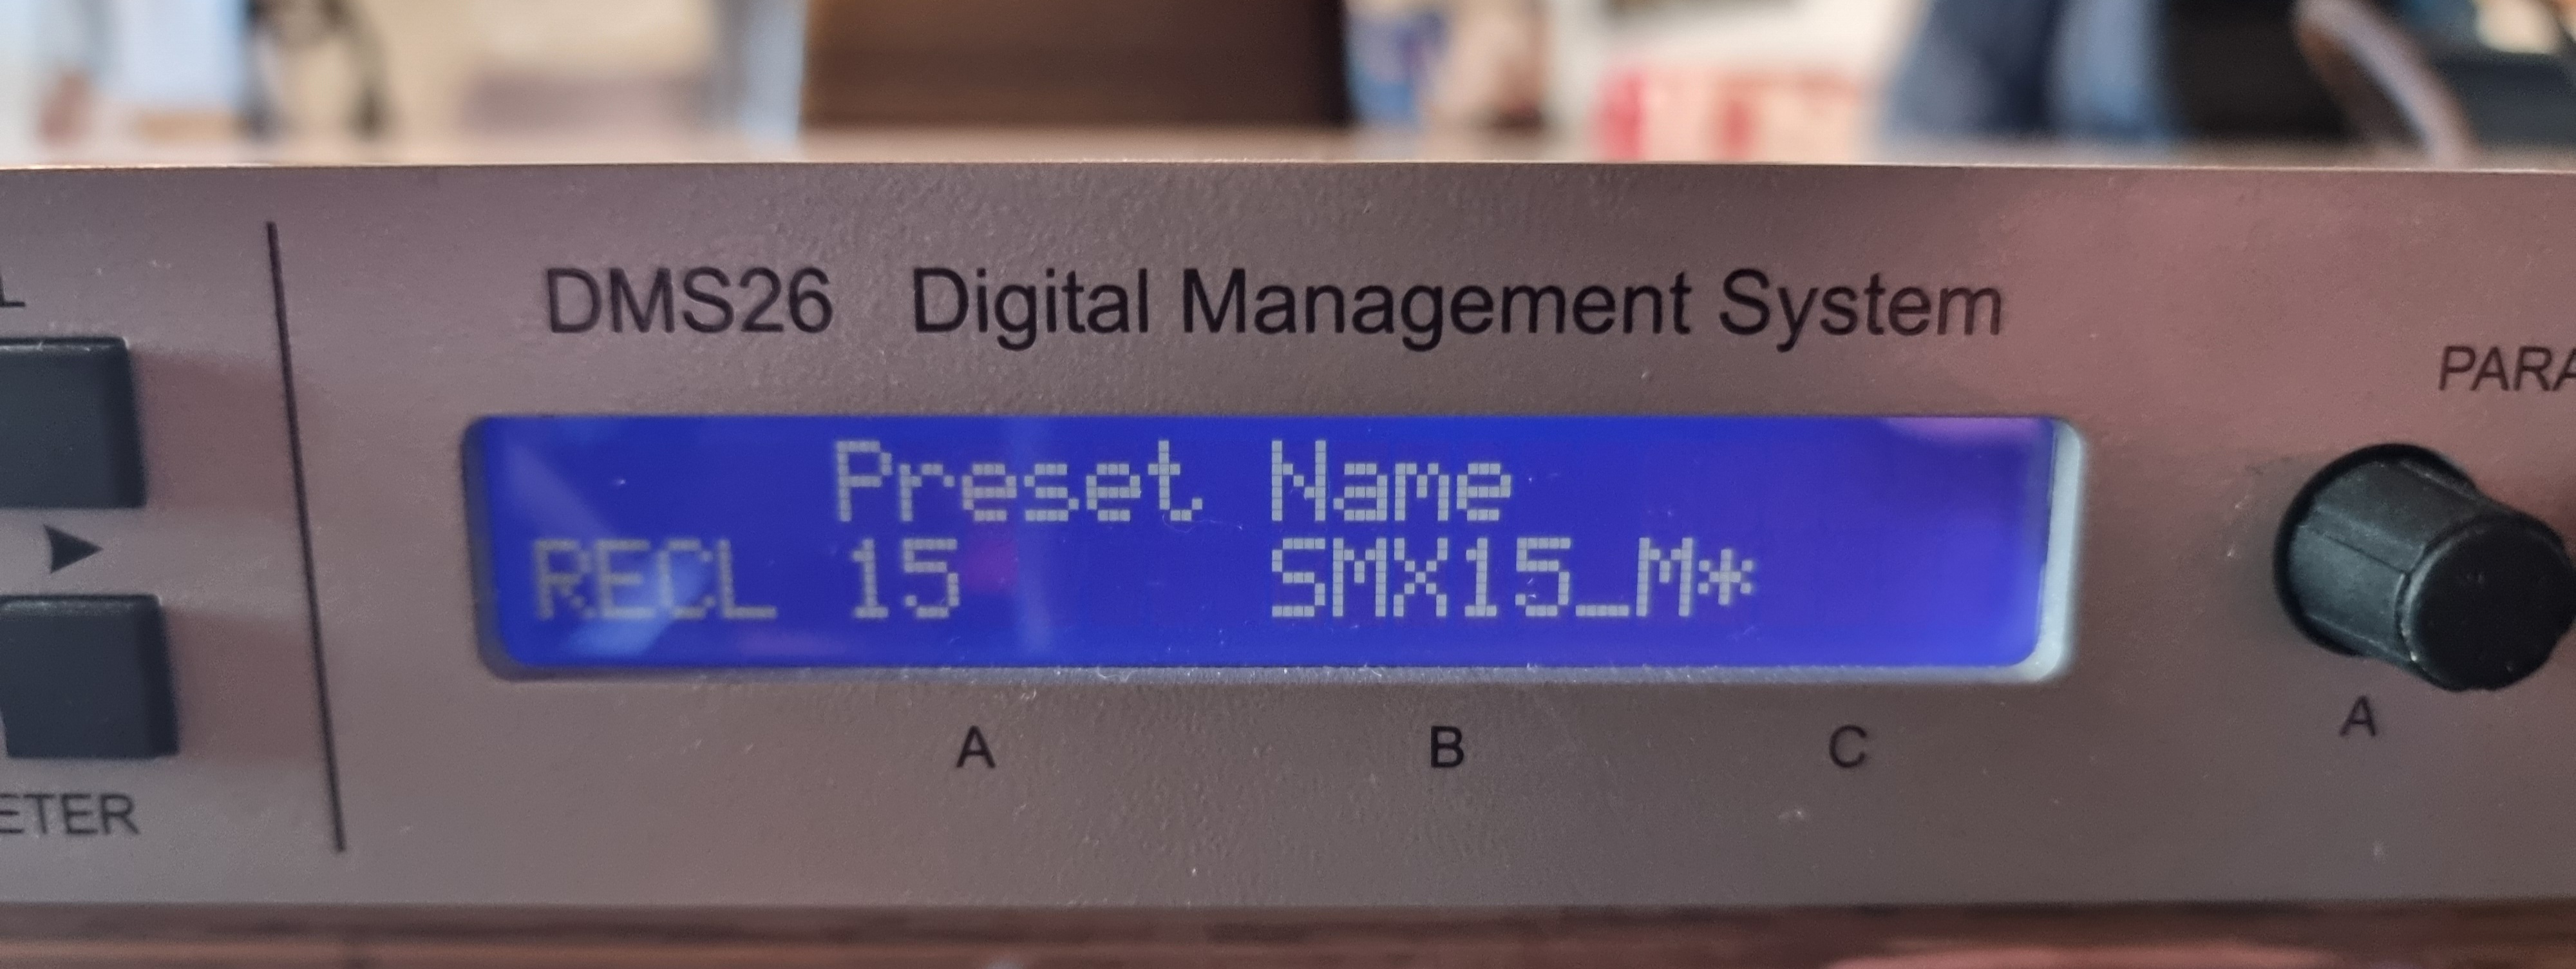 DMS26 Digital Management System
L
PARA
Preset Name
RECL 15 SMX15_M*
A B C
A
ETER